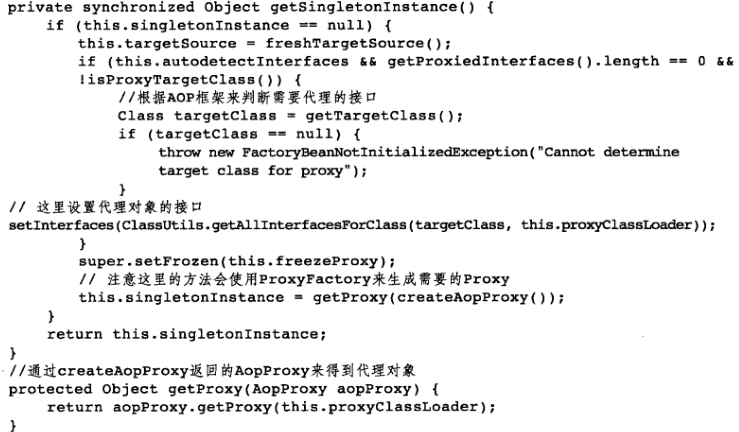 private synchronized Object getSingletonInstance() {
if (this.singletonInstance == null) {
this.targetSource = freshTargetSource();
if (this.autodetectInterfaces && getProxiedInterfaces().length == 0 &&
!isProxyTargetClass()) {
//根据AOP框架来判断需要代理的接口
Class targetClass = getTargetClass();
if (targetClass == null) {
throw new FactoryBeanNotInitializedException("Cannot determine
target class for proxy");
}
// 这里设置代理对象的接口
setInterfaces(ClassUtils.getAllInterfacesForClass(targetClass, this.proxyClassLoader));
}
super.setFrozen(this.freezeProxy);
// 注意这里的方法会使用ProxyFactory来生成需要的Proxy
this.singletonInstance = getProxy(createAopProxy());
}
return this.singletonInstance;
}
//通过createAopProxy返回的AopProxy来得到代理对象
protected Object getProxy(AopProxy aopProxy) {
return aopProxy.getProxy(this.proxyClassLoader);
}